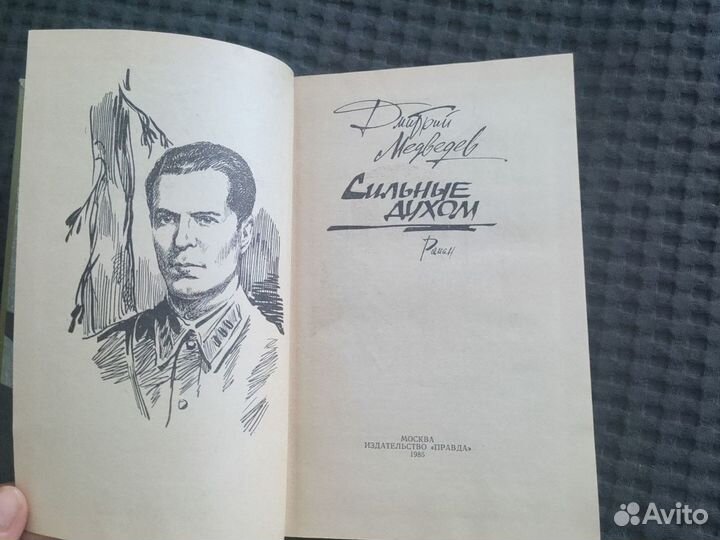 Дмитрий
Медведев
Сильные
духом
Роман
МОСКВА
ИЗДАТЕЛЬСТВО «ПРАВДА»
1985
Avito